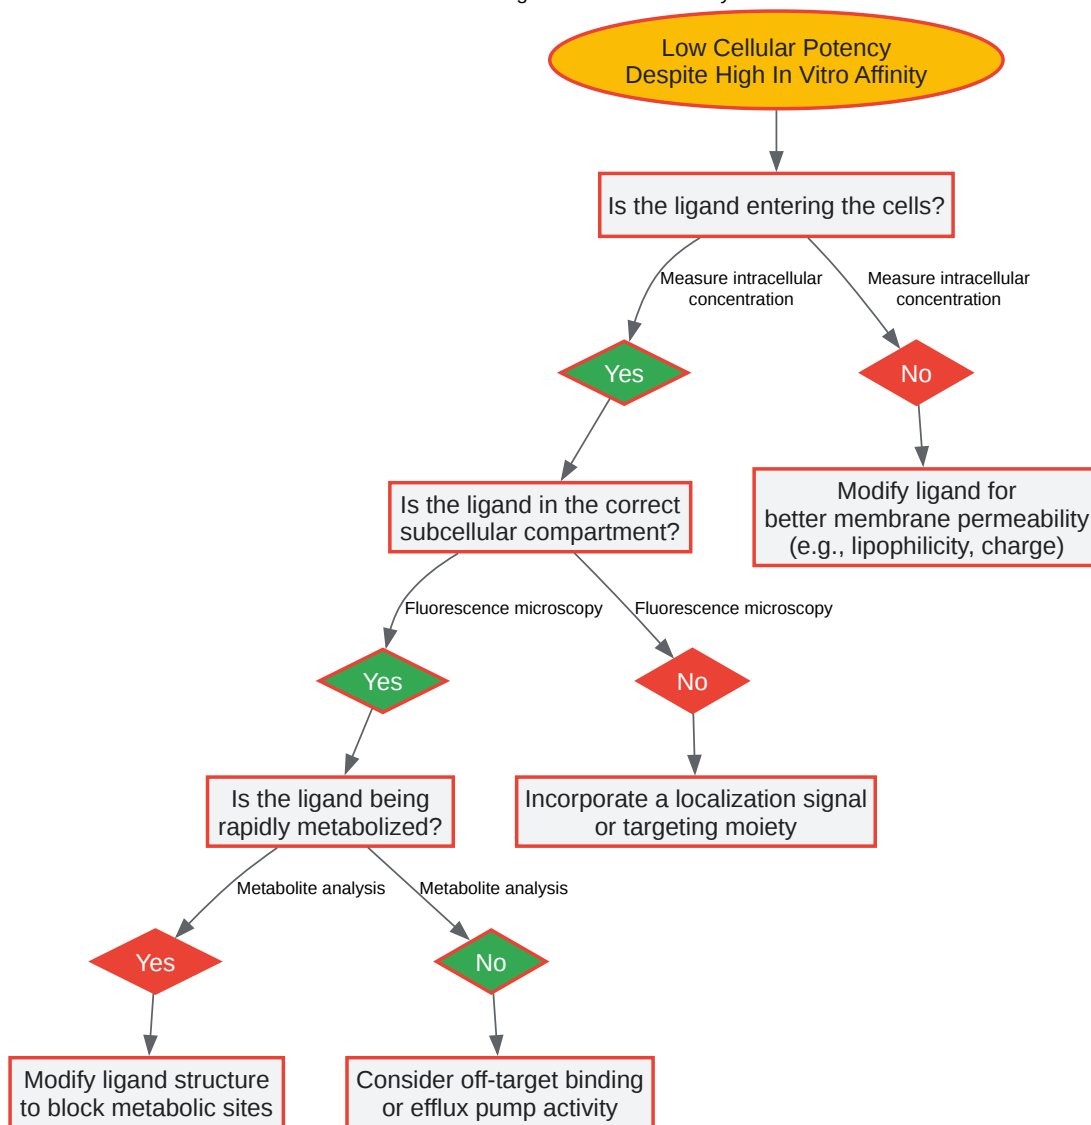 Low Cellular Potency
Despite High In Vitro Affinity
Is the ligand entering the cells?
Measure intracellular
concentration
Measure intracellular
concentration
Yes
No
Is the ligand in the correct
subcellular compartment?
Modify ligand for
better membrane permeability
(e.g., lipophilicity, charge)
Fluorescence microscopy
Fluorescence microscopy
Yes
No
Is the ligand being
rapidly metabolized?
Incorporate a localization signal
or targeting moiety
Metabolite analysis
Metabolite analysis
Yes
No
Modify ligand structure
to block metabolic sites
Consider off-target binding
or efflux pump activity